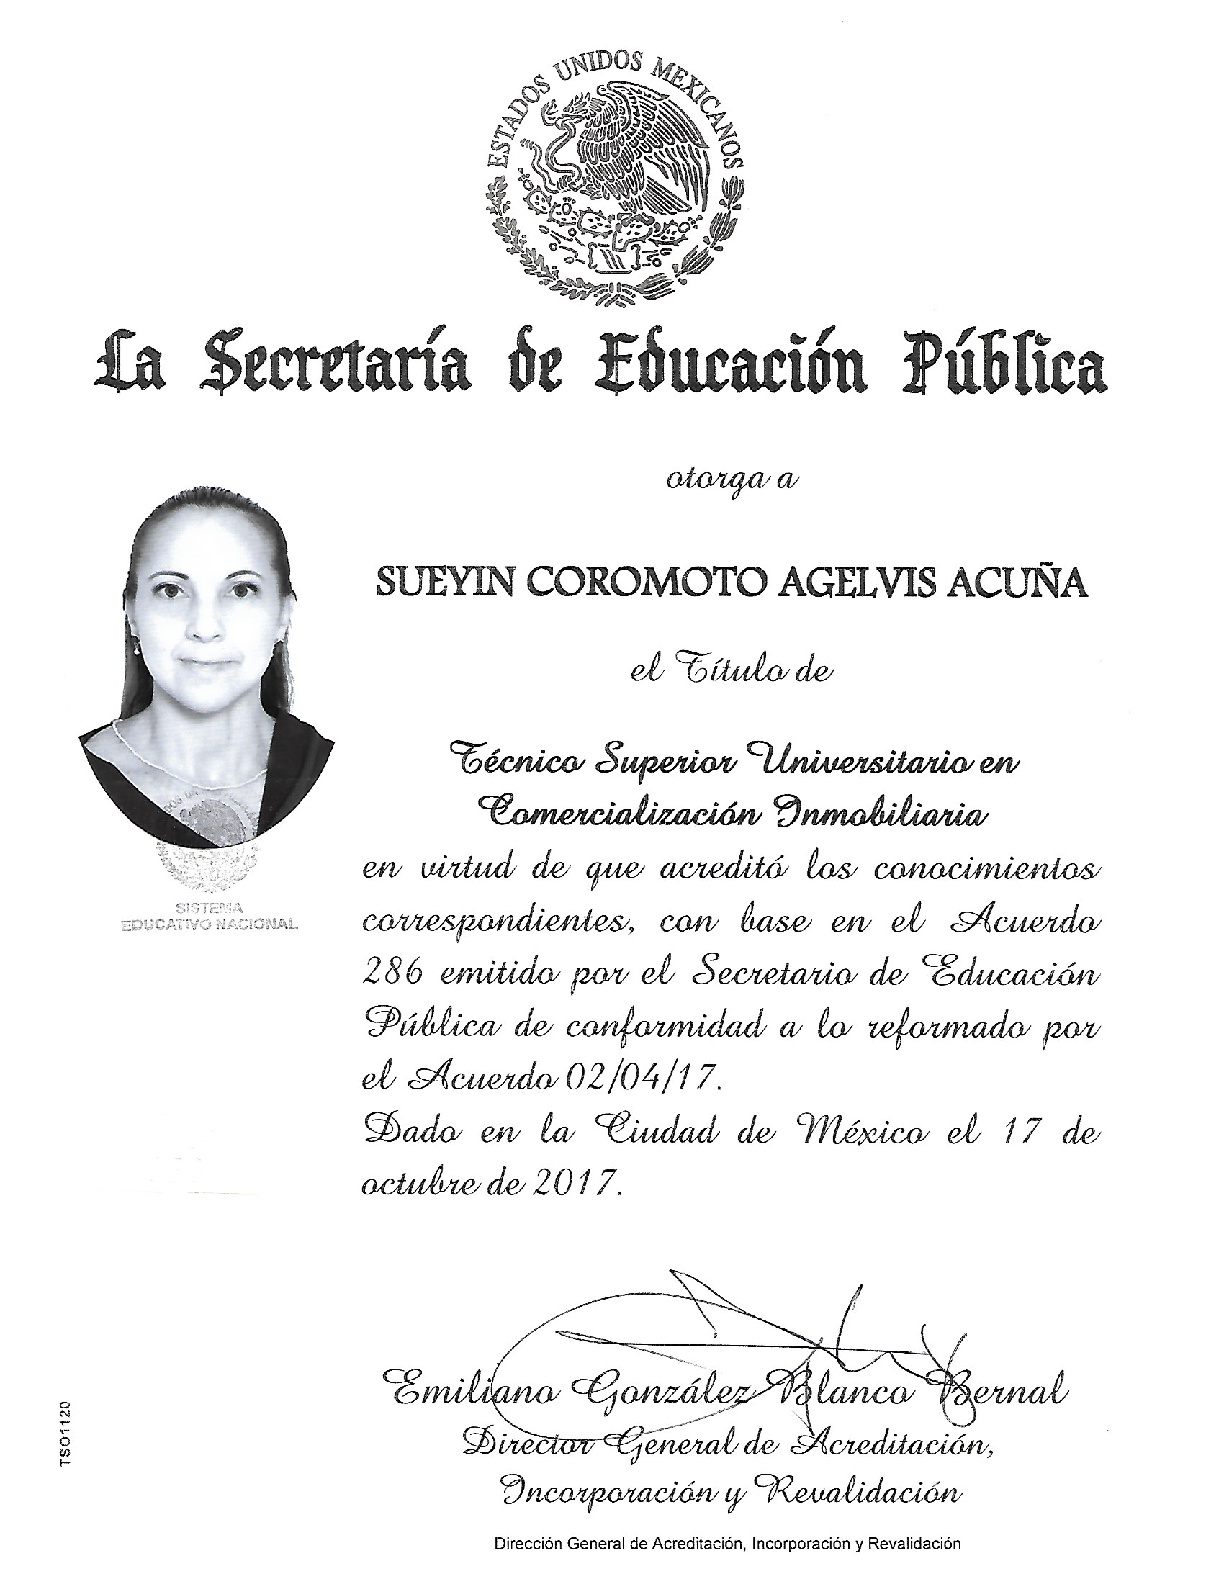 ESTADOS UNIDOS MEXICANOS
La Secretaría de Educación Pública
otorga a
SUEYIN COROMOTO AGELVIS ACUÑA
el Título de
Técnico Superior Universitario en
Comercialización Inmobiliaria
en virtud de que acreditó los conocimientos
correspondientes, con base en el Acuerdo
286 emitido por el Secretario de Educación
Pública de conformidad a lo reformado por
el Acuerdo 02/04/17.
Dado en la Ciudad de México el 17 de
octubre de 2017.
SISTEMA
EDUCATIVO NACIONAL
Emiliano González Blanco Bernal
Director General de Acreditación,
Incorporación y Revalidación
Dirección General de Acreditación, Incorporación y Revalidación
TSO1120